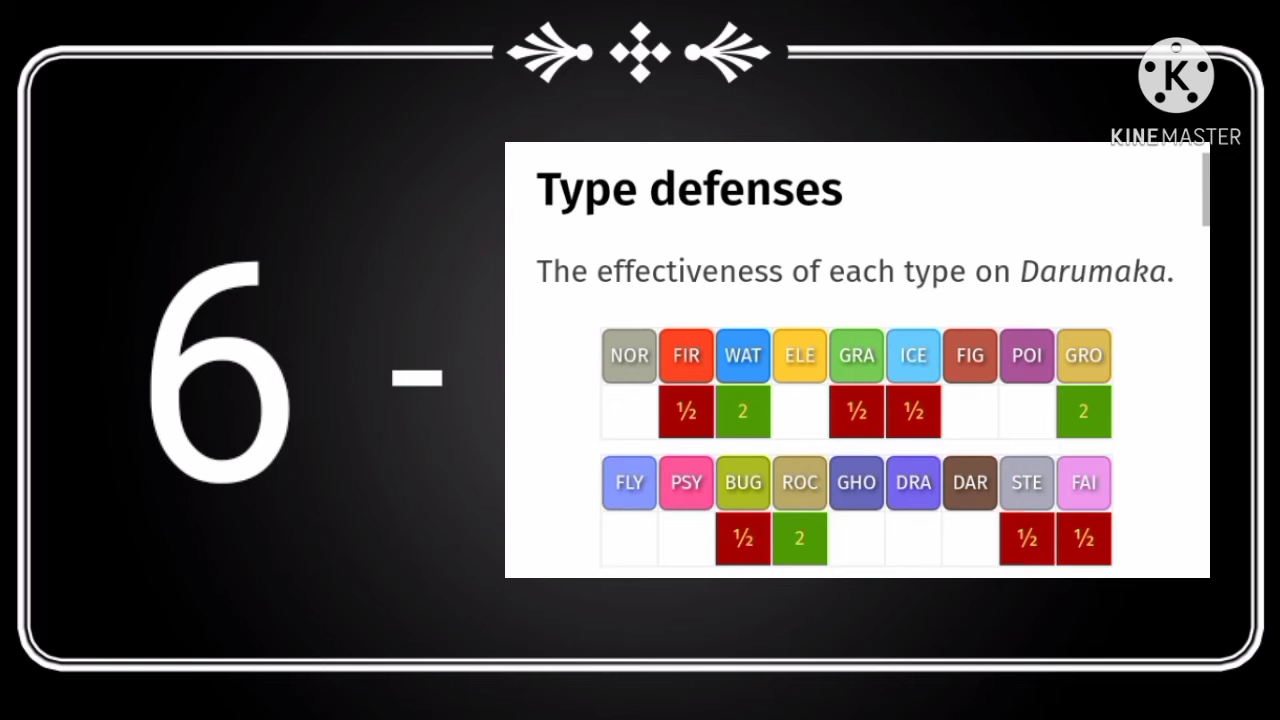 K
KINEMASTER
6 -
Type defenses
The effectiveness of each type on Darumaka.
NOR FIR WAT ELE GRA ICE FIG POI GRO
½ 2 ½ ½ 2
FLY PSY BUG ROC GHO DRA DAR STE FAI
½ 2 ½ ½